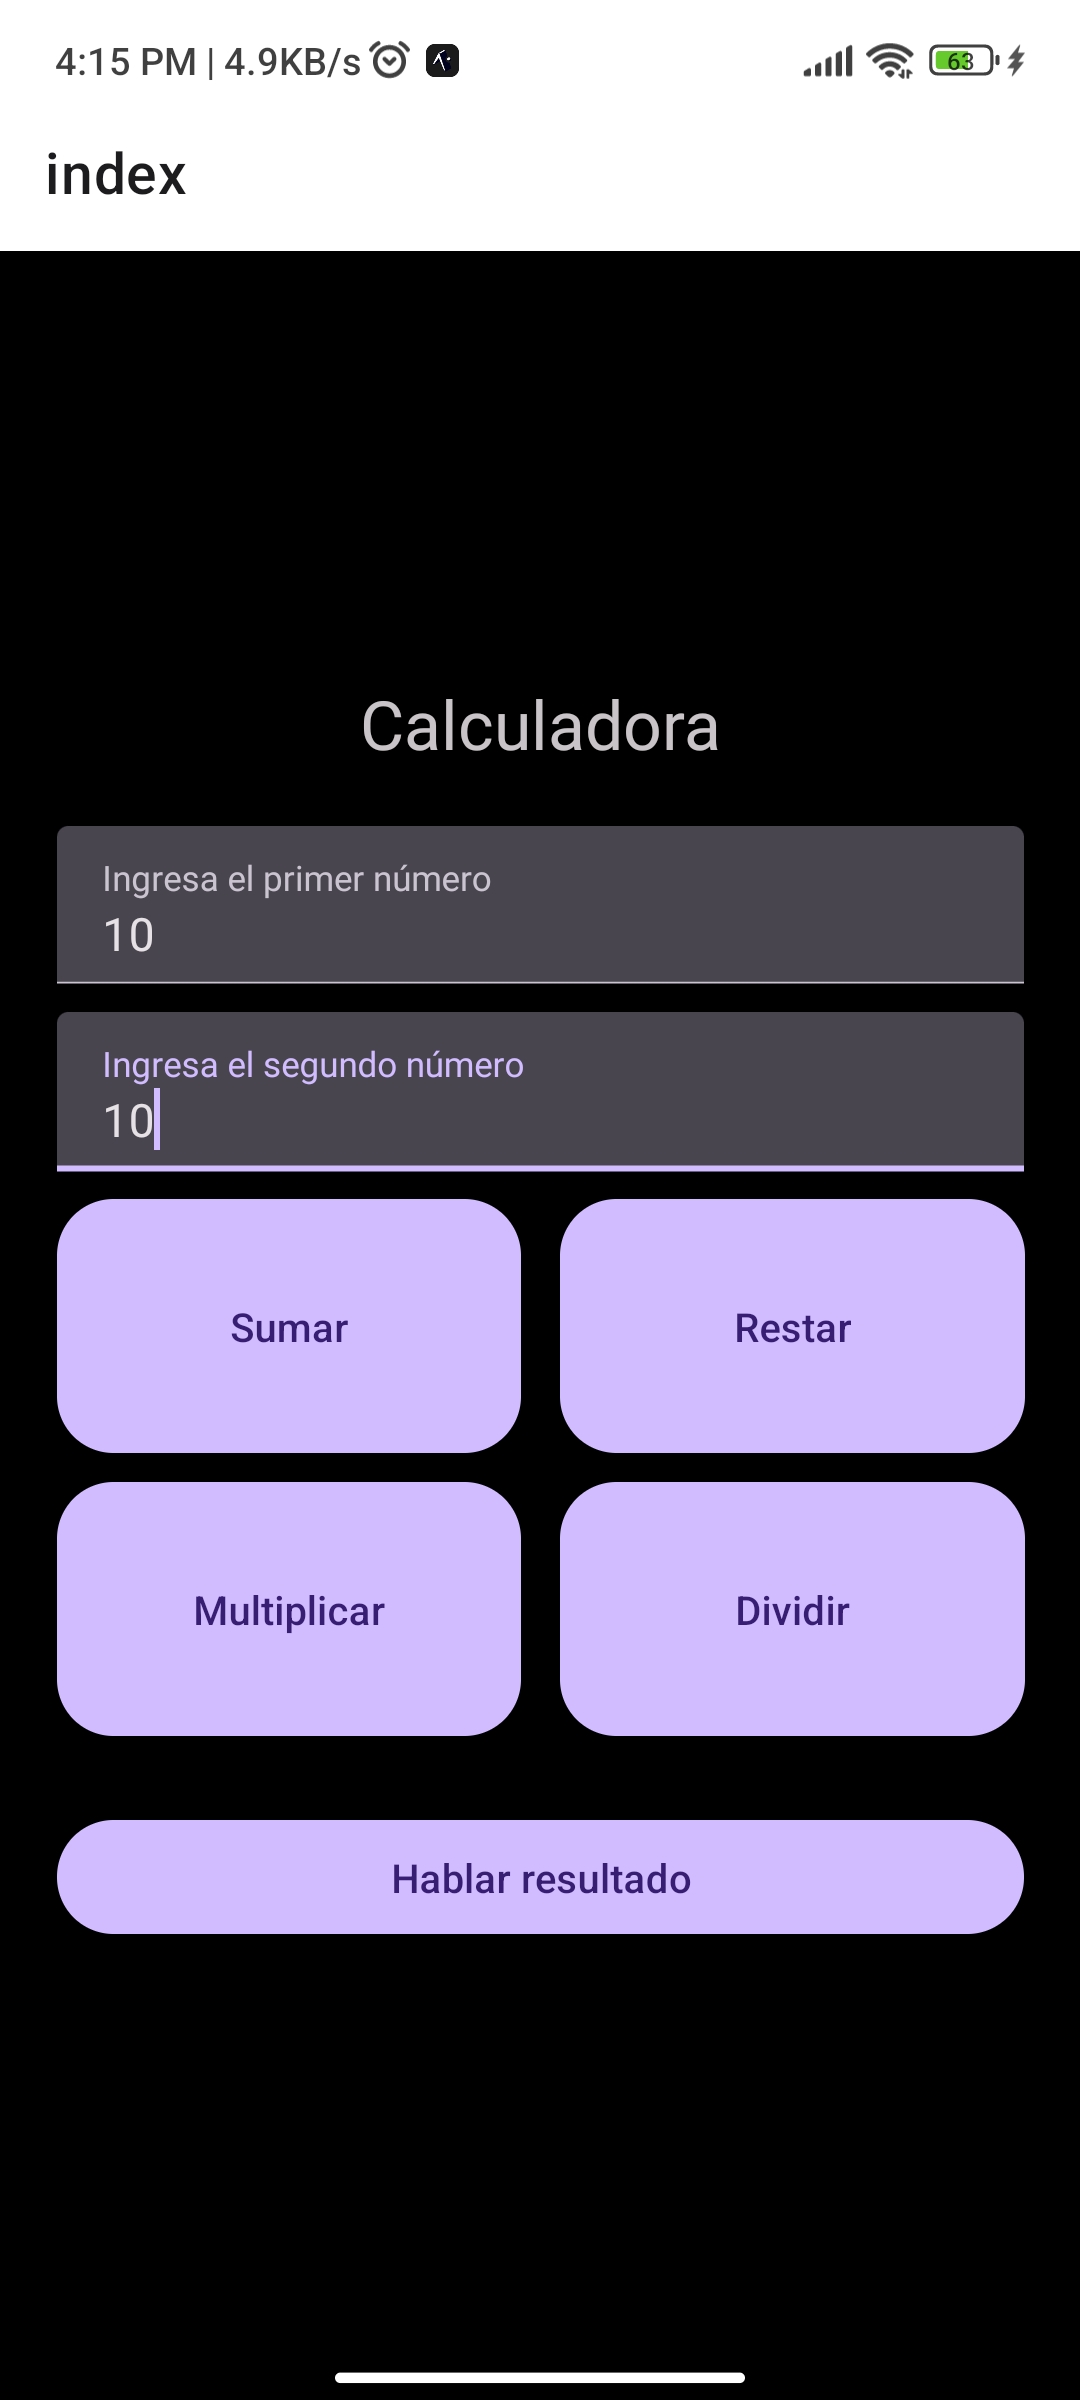 4:15 PM | 4.9KB/s
63
index
Calculadora
Ingresa el primer número
10
Ingresa el segundo número
10
Sumar
Restar
Multiplicar
Dividir
Hablar resultado